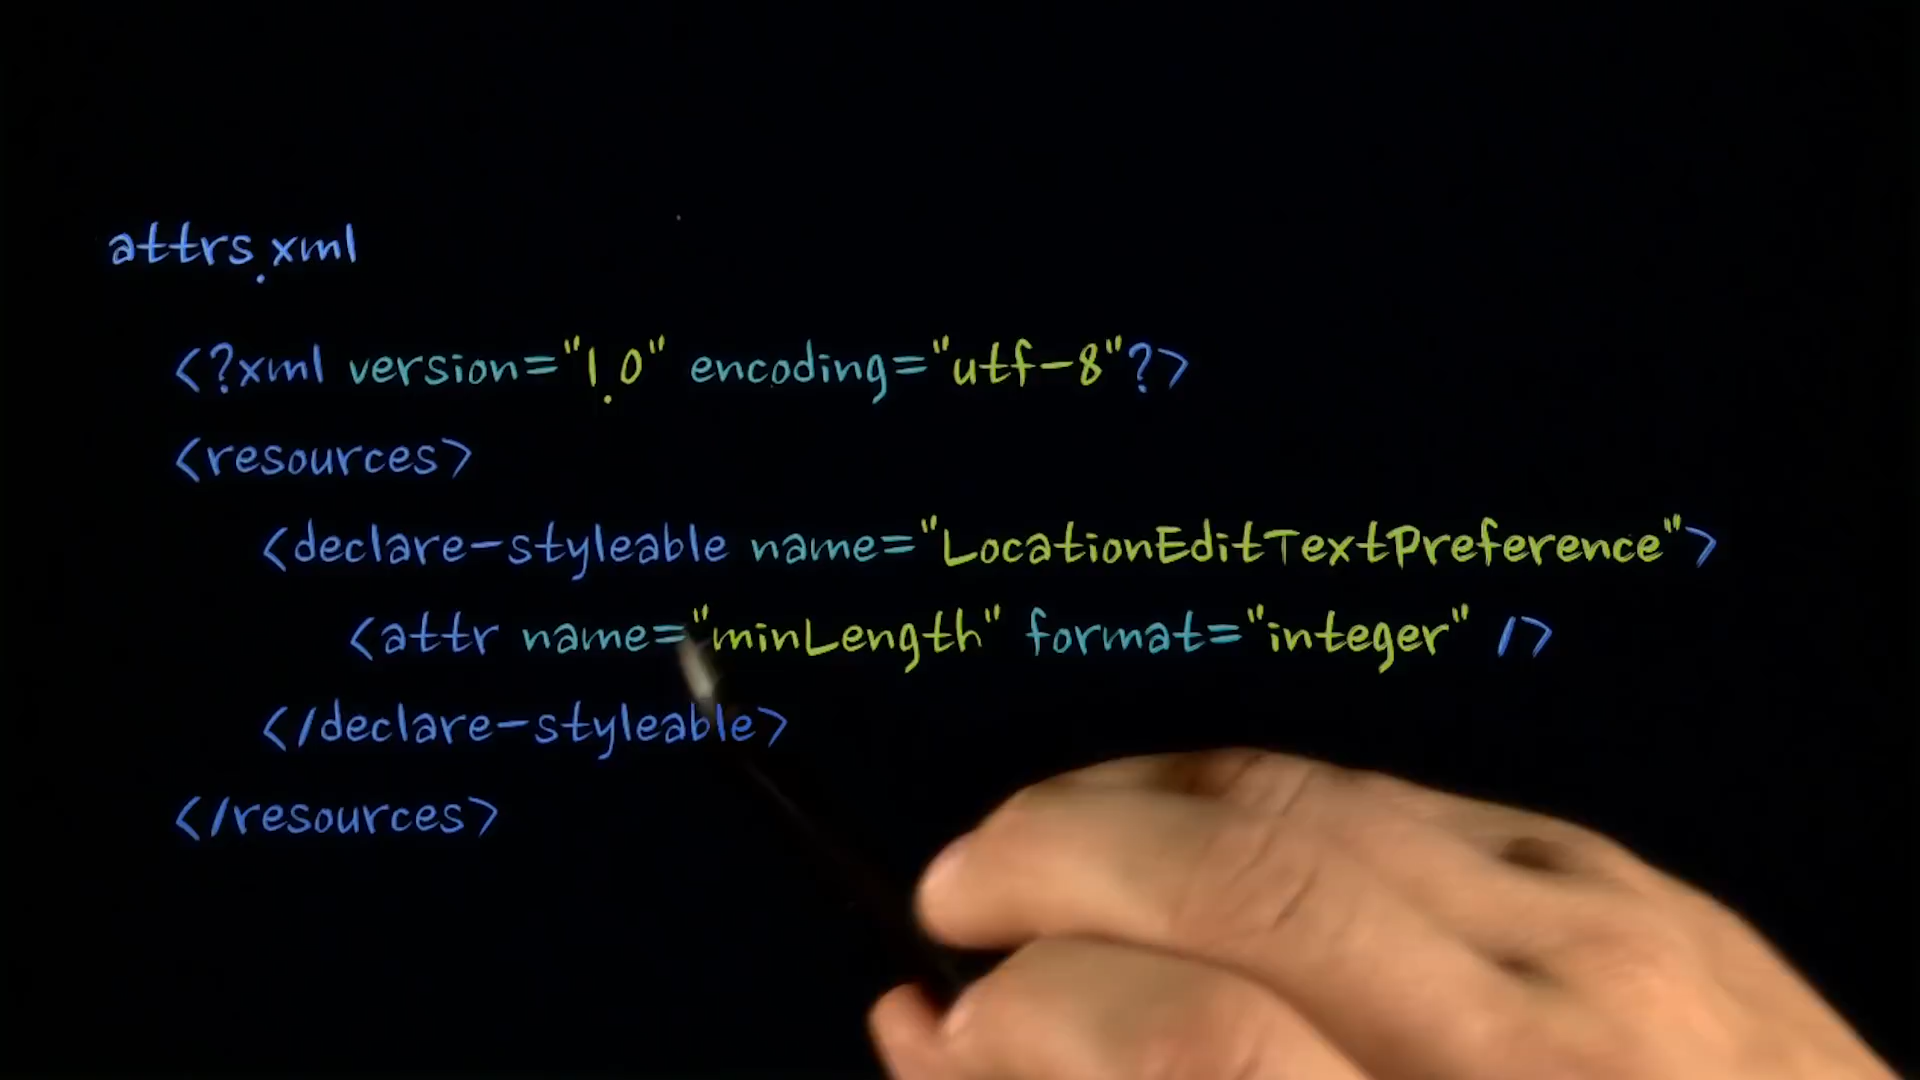 attrs.xml
<?xml version="1.0" encoding="utf-8"?>
<resources>
<declare-styleable name="LocationEditTextPreference">
<attr name="minLength" format="integer" />
</declare-styleable>
</resources>